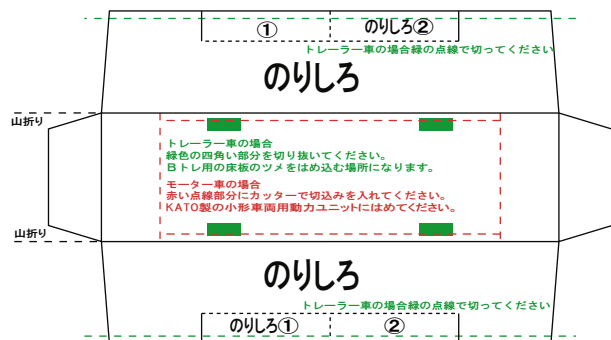 ① のりしろ②
トレーラー車の場合緑の点線で切ってください
のりしろ
山折り
トレーラー車の場合
緑色の四角い部分を切り抜いてください。
Bトレ用の床板のツメをはめ込む場所になります。
モーター車の場合
赤い点線部分にカッターで切込みを入れてください。
KATO製の小形車両用動力ユニットにはめてください。
山折り
のりしろ
トレーラー車の場合緑の点線で切ってください
のりしろ① ②